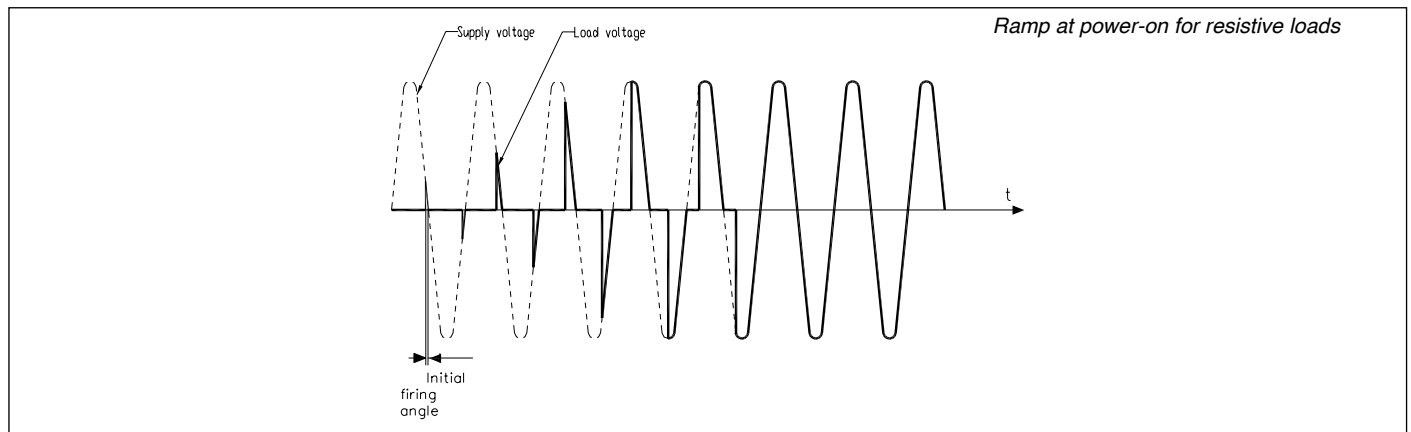 Ramp at power-on for resistive loads
Supply voltage
Load voltage
t
Initial
firing
angle